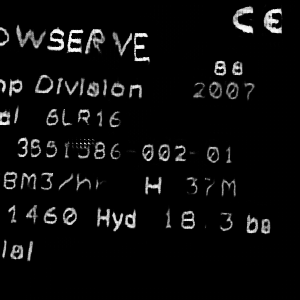 CE
OWSERVE
88
mp Division 2007
al 6LR16
3551586-002-01
8M3/hr H 37M
1460 Hyd 18.3 ba
ial